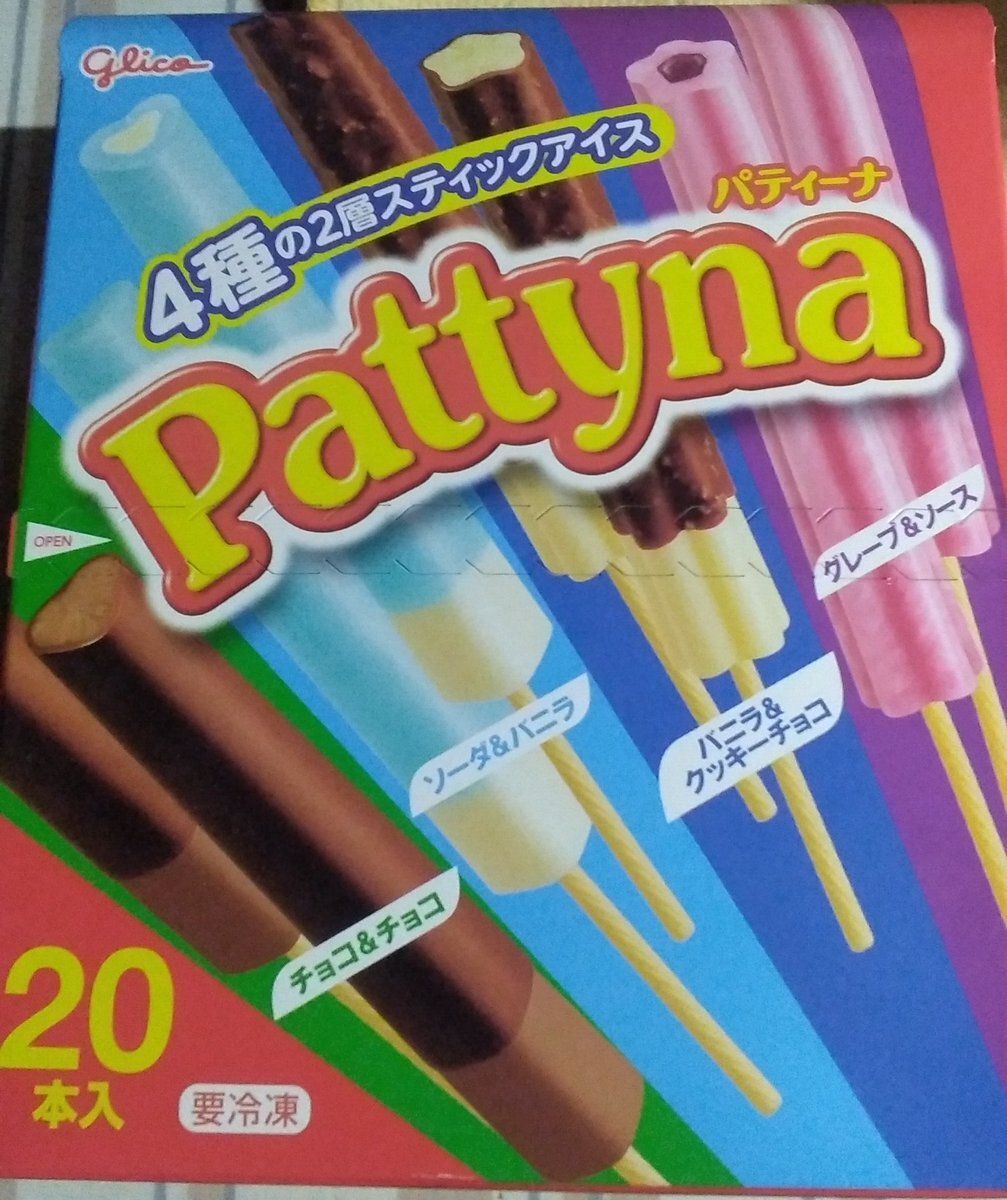 Glico
4種の2層スティックアイス
パティーナ
Pattyna
OPEN
グレープ&ソース
バニラ&
クッキーチョコ
ソーダ&バニラ
チョコ&チョコ
20
本入
要冷凍